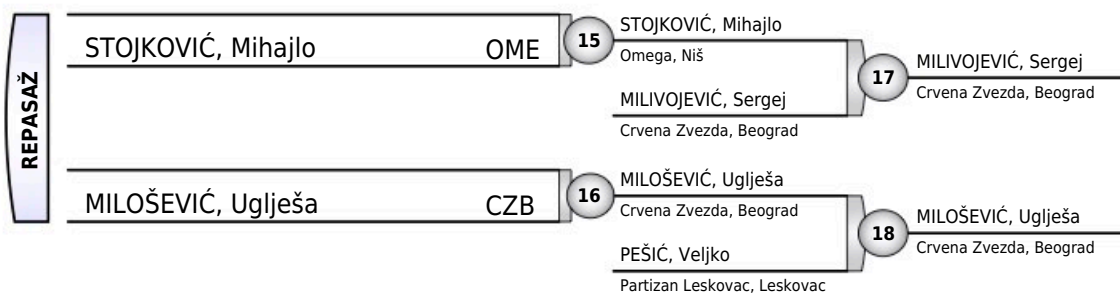 REPASAŽ
STOJKOVIĆ, Mihajlo OME
15
STOJKOVIĆ, Mihajlo
Omega, Niš
MILIVOJEVIĆ, Sergej
Crvena Zvezda, Beograd
17
MILIVOJEVIĆ, Sergej
Crvena Zvezda, Beograd
MILOŠEVIĆ, Uglješa CZB
16
MILOŠEVIĆ, Uglješa
Crvena Zvezda, Beograd
PEŠIĆ, Veljko
Partizan Leskovac, Leskovac
18
MILOŠEVIĆ, Uglješa
Crvena Zvezda, Beograd